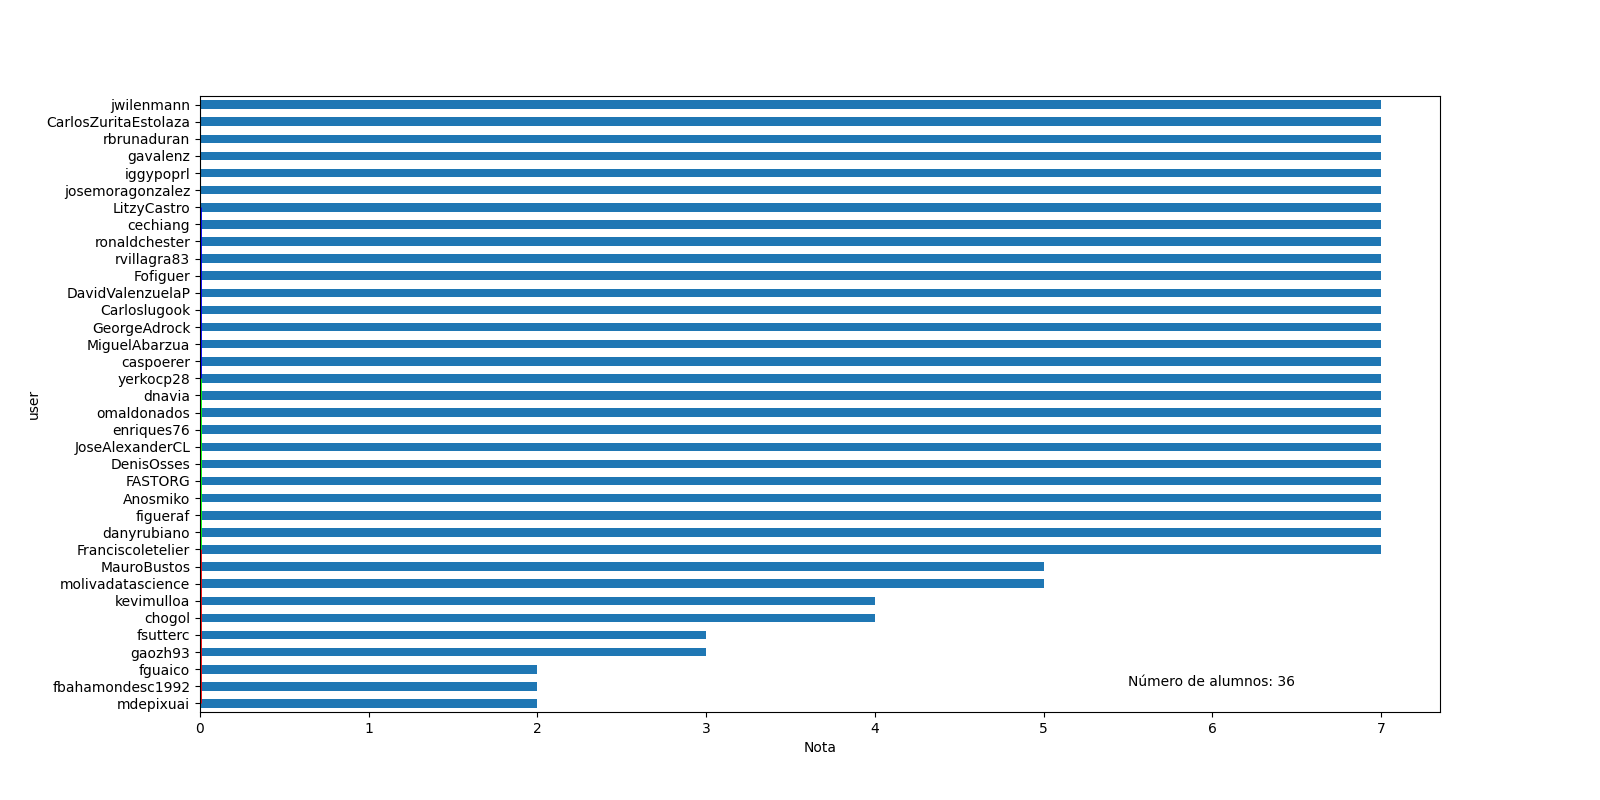 jwilenmann
CarlosZuritaEstolaza
rbrunaduran
gavalenz
iggypoprl
josemoragonzalez
LitzyCastro
cechiang
ronaldchester
rvillagra83
Fofiguer
DavidValenzuelaP
Carloslugook
GeorgeAdrock
MiguelAbarzua
caspoerer
yerkocp28
dnavia
omaldonados
enriques76
JoseAlexanderCL
DenisOsses
FASTORG
Anosmiko
figueraf
danyrubiano
Franciscoletelier
MauroBustos
molivadatascience
kevimulloa
chogol
fsutterc
gaozh93
fguaico
fbahamondesc1992
mdepixuai
user
Número de alumnos: 36
0 1 2 3 4 5 6 7
Nota